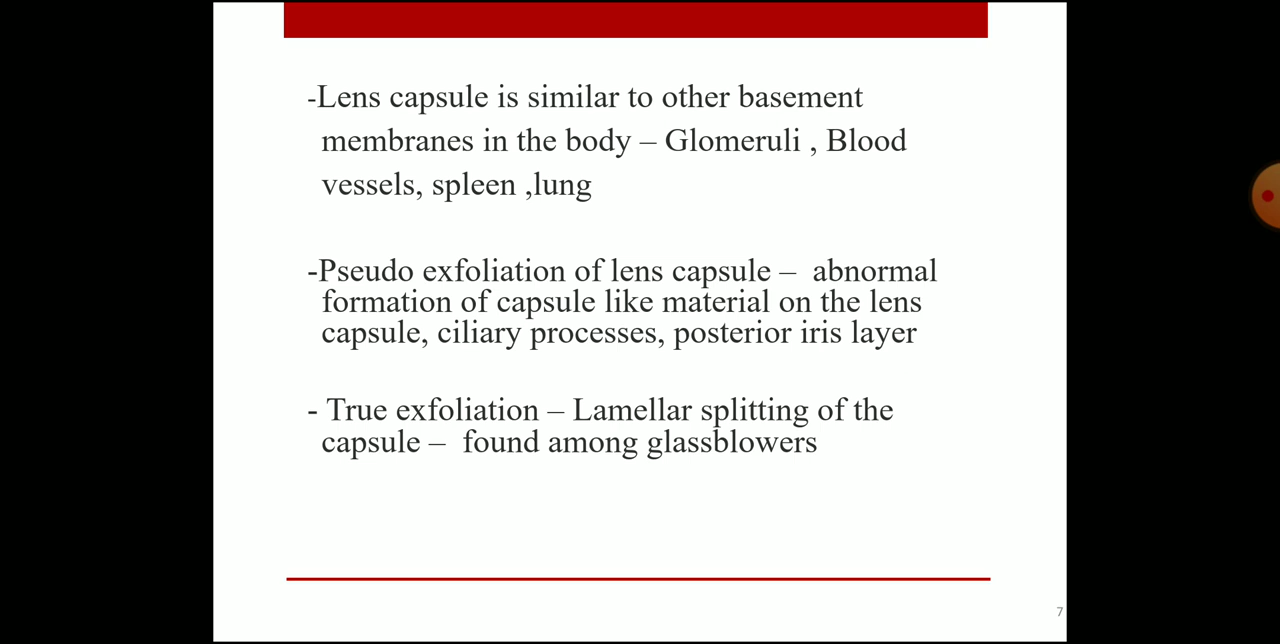 -Lens capsule is similar to other basement
membranes in the body – Glomeruli , Blood
vessels, spleen ,lung
-Pseudo exfoliation of lens capsule –  abnormal
formation of capsule like material on the lens
capsule, ciliary processes, posterior iris layer
- True exfoliation – Lamellar splitting of the
capsule –  found among glassblowers
7